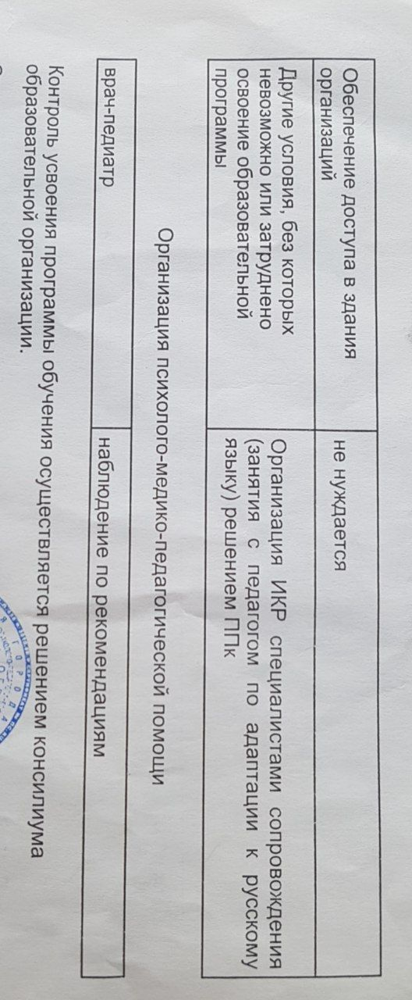 Обеспечение доступа в здания
организаций
не нуждается
Другие условия, без которых
невозможно или затруднено
освоение образовательной
программы
Организация ИКР специалистами сопровождения
(занятия с педагогом по адаптации к русскому
языку) решением ППк
Организация психолого-медико-педагогической помощи
врач-педиатр
наблюдение по рекомендациям
Контроль усвоения программы обучения осуществляется решением консилиума
образовательной организации.